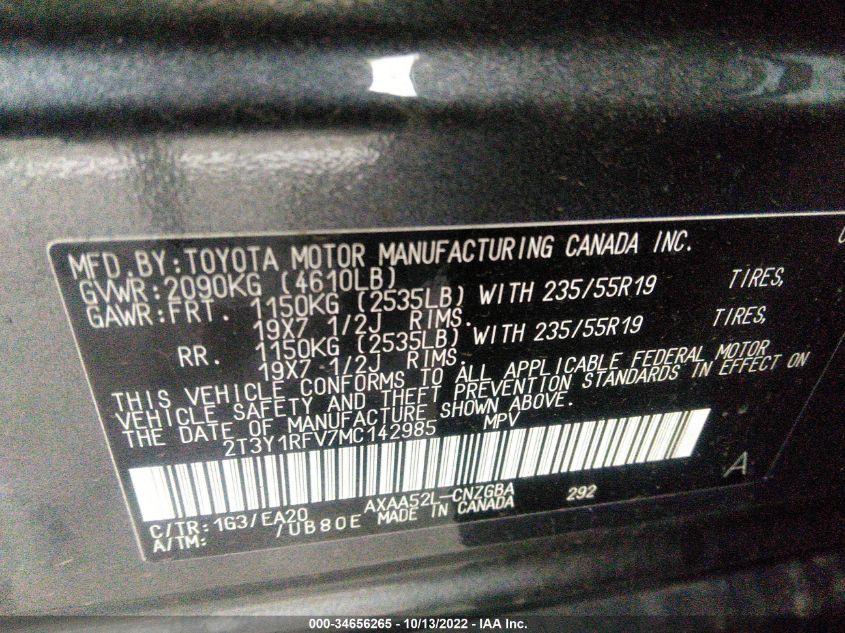 MFD.BY:TOYOTA MOTOR MANUFACTURING CANADA INC.
GVWR:2090KG (4610LB)
GAWR:FRT. 1150KG (2535LB) WITH 235/55R19 TIRES,
19X7 1/2J RIMS.
RR. 1150KG (2535LB) WITH 235/55R19 TIRES,
19X7 1/2J RIMS.
THIS VEHICLE CONFORMS TO ALL APPLICABLE FEDERAL MOTOR
VEHICLE SAFETY AND THEFT PREVENTION STANDARDS IN EFFECT ON
THE DATE OF MANUFACTURE SHOWN ABOVE.
2T3Y1RFV7MC142985 MPV
A
C/TR:1G3/EA20 AXAA52L-CNZGBA 292
A/TM: /UB80E MADE IN CANADA
000-34656265 - 10/13/2022 - IAA Inc.